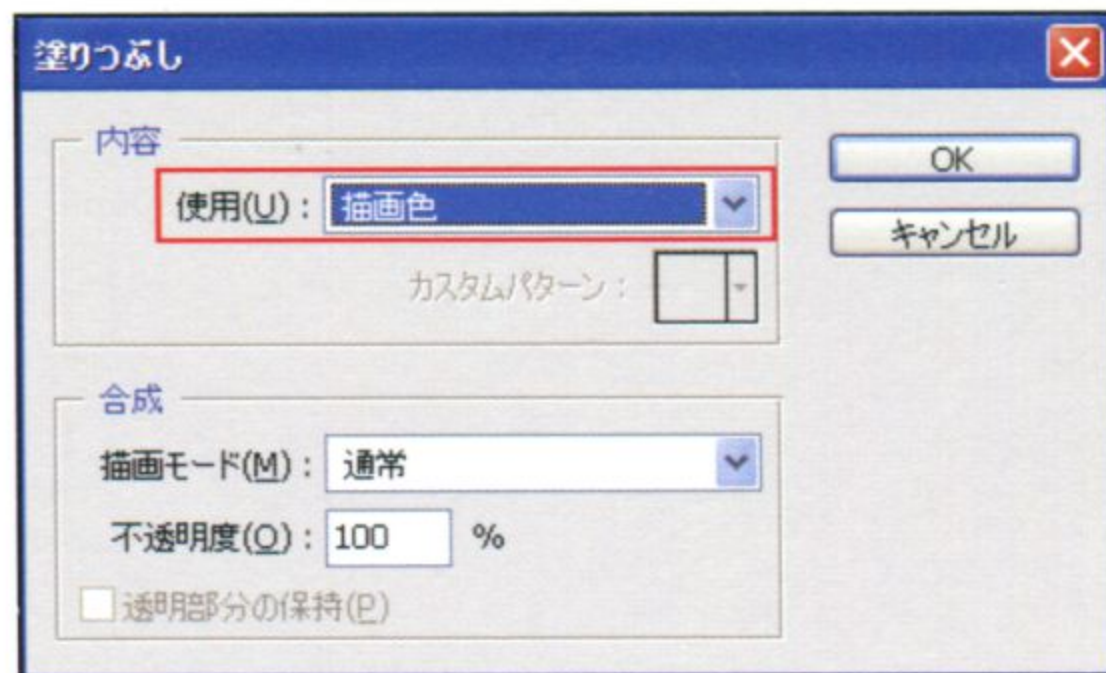 塗りつぶし
内容
使用(U)：描画色
カスタムパターン：
OK
キャンセル
合成
描画モード(M)：通常
不透明度(O)：100 %
透明部分の保持(P)